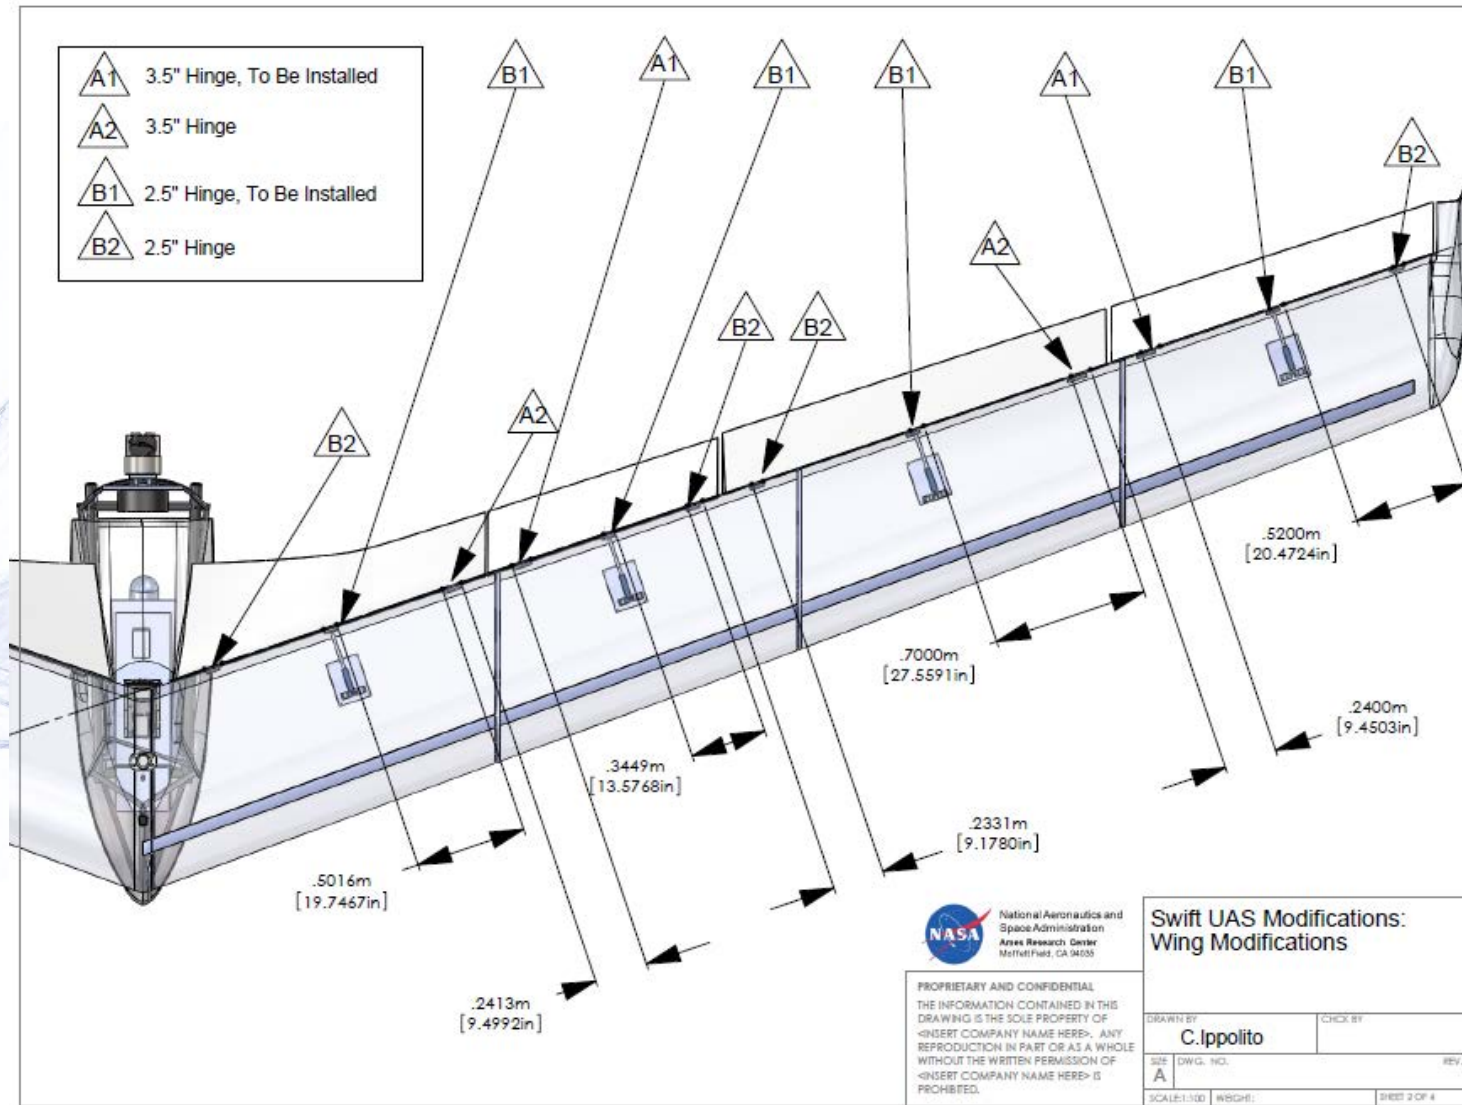 A1 3.5" Hinge, To Be Installed
A2 3.5" Hinge
B1 2.5" Hinge, To Be Installed
B2 2.5" Hinge
B1
A1
B1
B1
A1
B1
B2
A2
B2
B2
A2
B2
.5200m
[20.4724in]
.7000m
[27.5591in]
.2400m
[9.4503in]
.3449m
[13.5768in]
.2331m
[9.1780in]
.5016m
[19.7467in]
.2413m
[9.4992in]
NASA
National Aeronautics and
Space Administration
Ames Research Center
Moffett Field, CA 94035
PROPRIETARY AND CONFIDENTIAL
THE INFORMATION CONTAINED IN THIS
DRAWING IS THE SOLE PROPERTY OF
<INSERT COMPANY NAME HERE>. ANY
REPRODUCTION IN PART OR AS A WHOLE
WITHOUT THE WRITTEN PERMISSION OF
<INSERT COMPANY NAME HERE> IS
PROHIBITED.
Swift UAS Modifications:
Wing Modifications
DRAWN BY
C.Ippolito
CHCK BY
SIZE
A
DWG. NO.
REV.
SCALE:1:100 WEIGHT: SHEET 2 OF 4